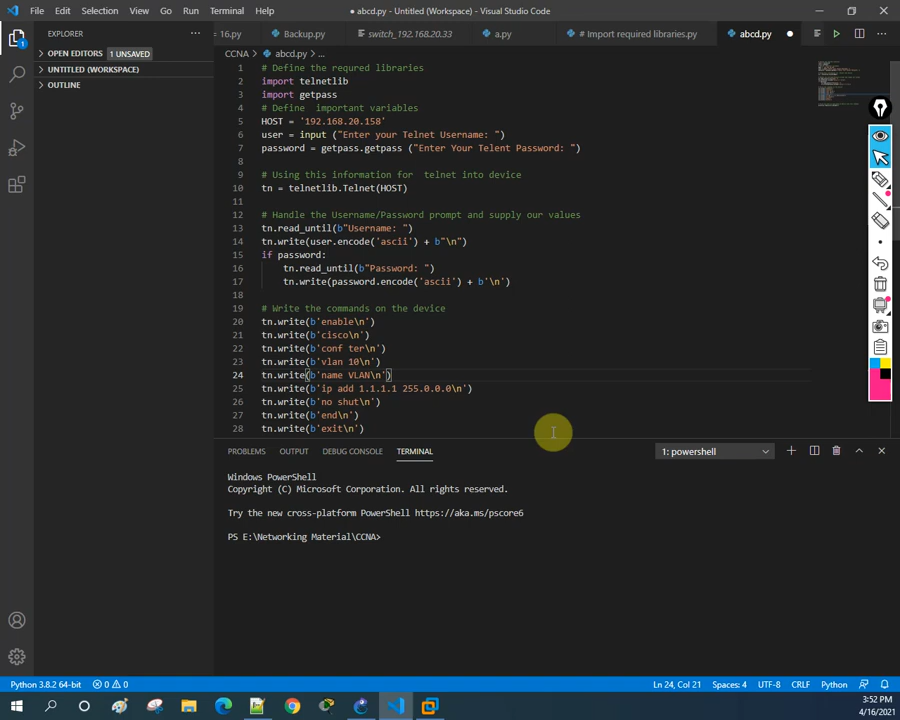 File Edit Selection View Go Run Terminal Help
● abcd.py - Untitled (Workspace) - Visual Studio Code
EXPLORER
16.py Backup.py switch_192.168.20.33 a.py # Import required libraries.py abcd.py
OPEN EDITORS 1 UNSAVED
UNTITLED (WORKSPACE)
OUTLINE
CCNA > abcd.py > ...
1 # Define the requred libraries
2 import telnetlib
3 import getpass
4 # Define  important variables
5 HOST = '192.168.20.158'
6 user = input ("Enter your Telnet Username: ")
7 password = getpass.getpass ("Enter Your Telent Password: ")
8
9 # Using this information for  telnet into device
10 tn = telnetlib.Telnet(HOST)
11
12 # Handle the Username/Password prompt and supply our values
13 tn.read_until(b"Username: ")
14 tn.write(user.encode('ascii') + b"\n")
15 if password:
16     tn.read_until(b"Password: ")
17     tn.write(password.encode('ascii') + b'\n')
18
19 # Write the commands on the device
20 tn.write(b'enable\n')
21 tn.write(b'cisco\n')
22 tn.write(b'conf ter\n')
23 tn.write(b'vlan 10\n')
24 tn.write(b'name VLAN\n')
25 tn.write(b'ip add 1.1.1.1 255.0.0.0\n')
26 tn.write(b'no shut\n')
27 tn.write(b'end\n')
28 tn.write(b'exit\n')
PROBLEMS OUTPUT DEBUG CONSOLE TERMINAL 1: powershell
Windows PowerShell
Copyright (C) Microsoft Corporation. All rights reserved.
Try the new cross-platform PowerShell https://aka.ms/pscore6
PS E:\Networking Material\CCNA>
Python 3.8.2 64-bit 0 0 Ln 24, Col 21 Spaces: 4 UTF-8 CRLF Python
1
3:52 PM
4/16/2021